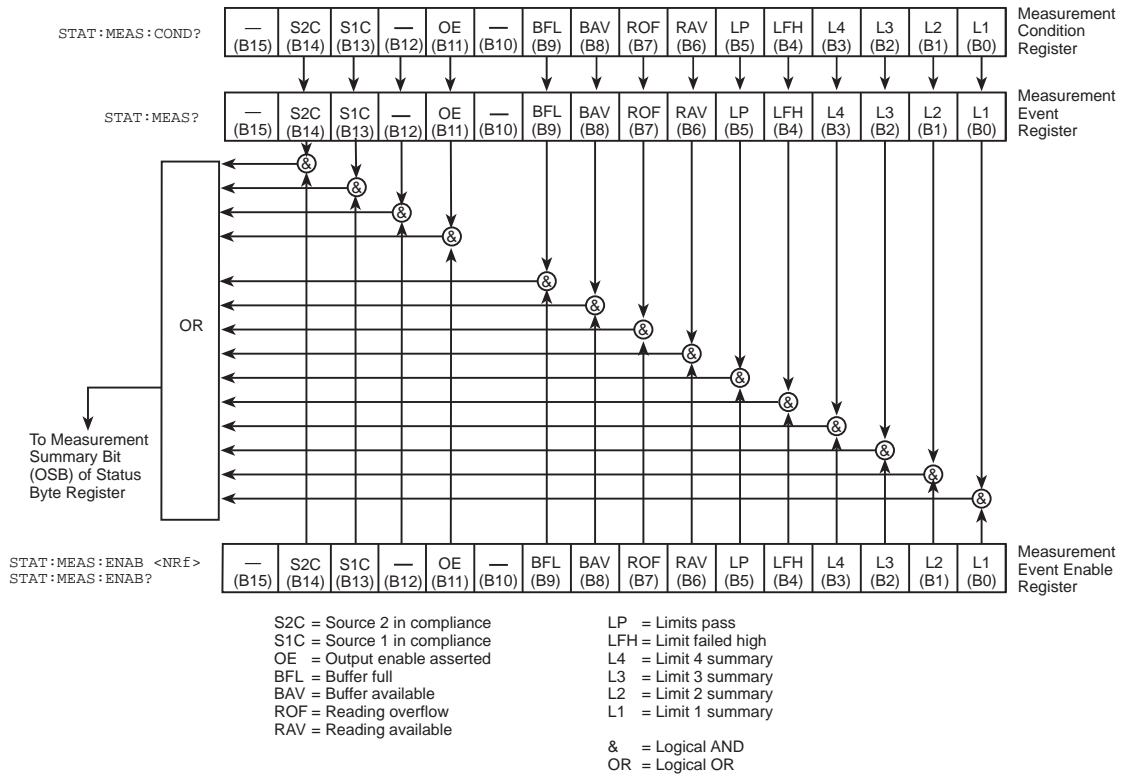 STAT:MEAS:COND?
— S2C S1C — OE — BFL BAV ROF RAV LP LFH L4 L3 L2 L1
(B15) (B14) (B13) (B12) (B11) (B10) (B9) (B8) (B7) (B6) (B5) (B4) (B3) (B2) (B1) (B0)
Measurement
Condition
Register
STAT:MEAS?
— S2C S1C — OE — BFL BAV ROF RAV LP LFH L4 L3 L2 L1
(B15) (B14) (B13) (B12) (B11) (B10) (B9) (B8) (B7) (B6) (B5) (B4) (B3) (B2) (B1) (B0)
Measurement
Event
Register
&
&
&
&
&
&
&
&
&
&
&
&
&
&
OR
To Measurement
Summary Bit
(OSB) of Status
Byte Register
STAT:MEAS:ENAB <NRf>
STAT:MEAS:ENAB?
— S2C S1C — OE — BFL BAV ROF RAV LP LFH L4 L3 L2 L1
(B15) (B14) (B13) (B12) (B11) (B10) (B9) (B8) (B7) (B6) (B5) (B4) (B3) (B2) (B1) (B0)
Measurement
Event Enable
Register
S2C = Source 2 in compliance
S1C = Source 1 in compliance
OE = Output enable asserted
BFL = Buffer full
BAV = Buffer available
ROF = Reading overflow
RAV = Reading available
LP = Limits pass
LFH = Limit failed high
L4 = Limit 4 summary
L3 = Limit 3 summary
L2 = Limit 2 summary
L1 = Limit 1 summary
& = Logical AND
OR = Logical OR